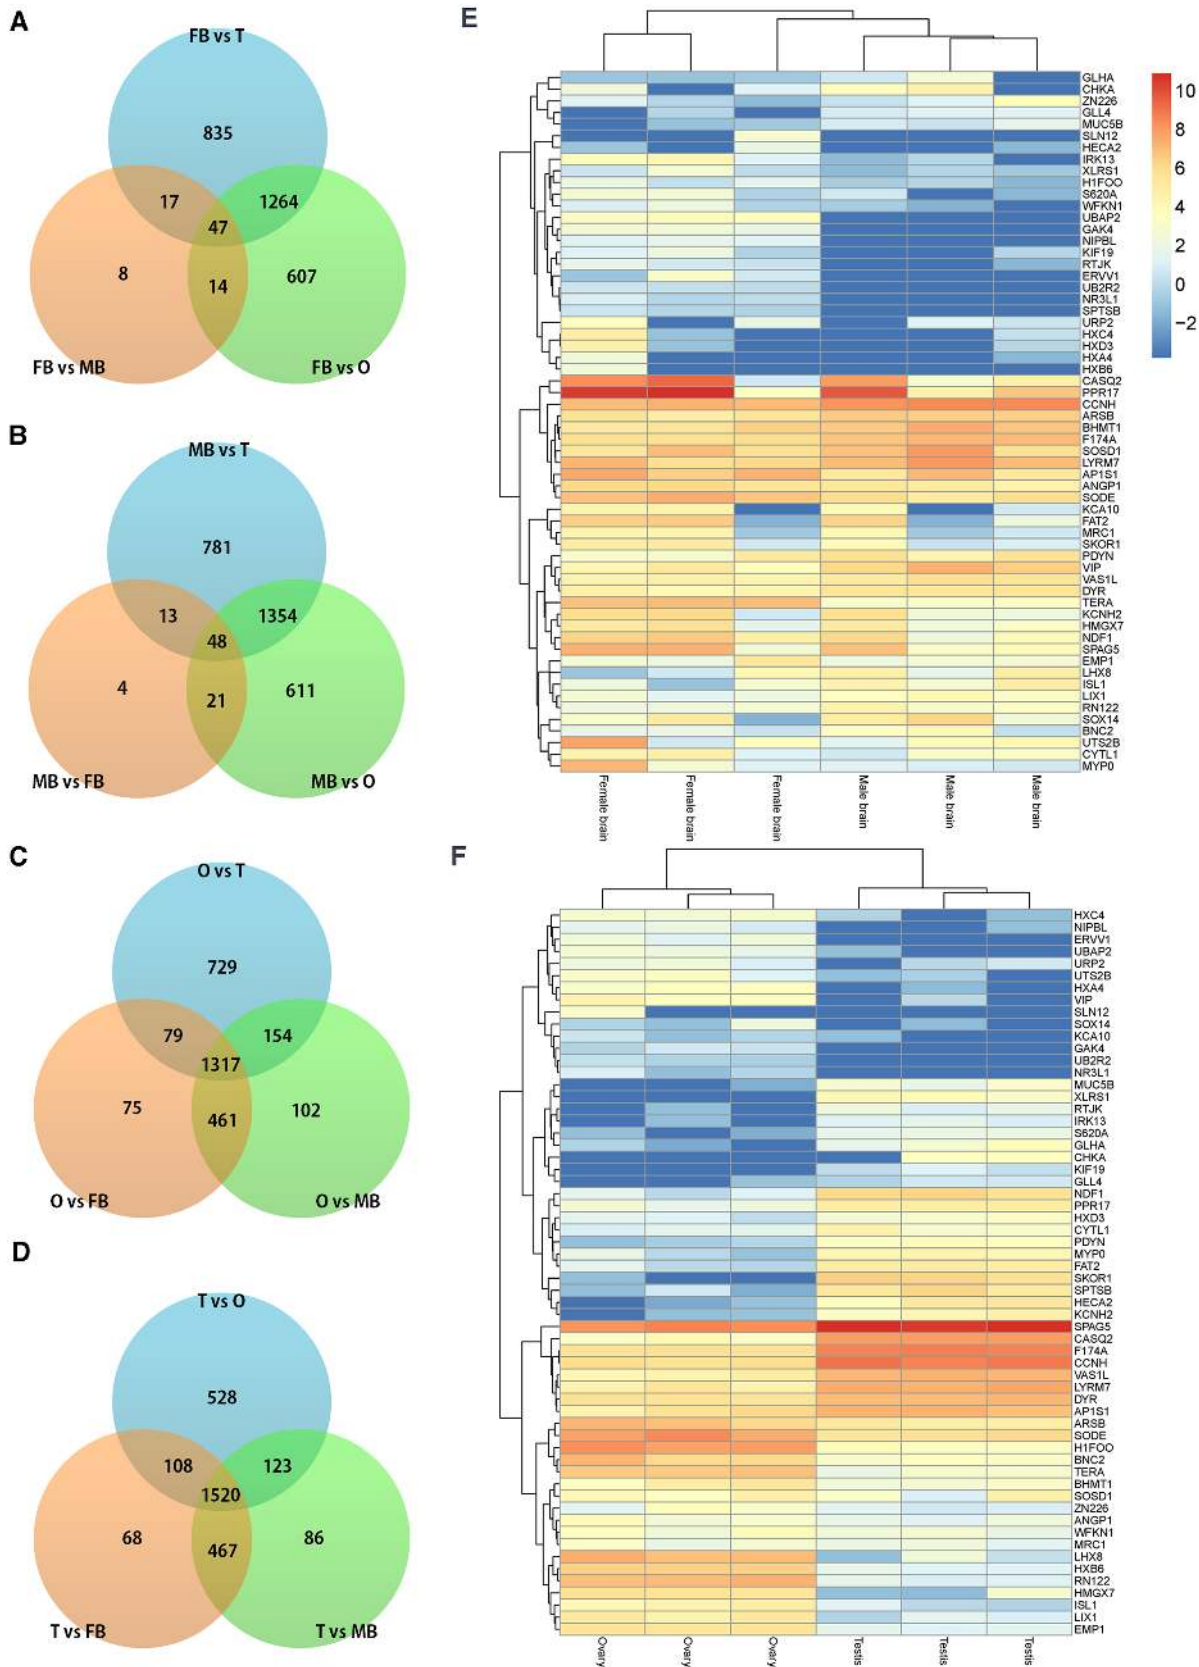 A
FB vs T
835
17
1264
47
8
14
607
FB vs MB
FB vs O
B
MB vs T
781
13
1354
48
4
21
611
MB vs FB
MB vs O
C
O vs T
729
79
154
1317
75
461
102
O vs FB
O vs MB
D
T vs O
528
108
123
1520
68
467
86
T vs FB
T vs MB
E
GLHA
CHKA
ZN226
GLL4
MUC5B
SLN12
HECA2
IRK13
XLRS1
H1FOO
S620A
WFKN1
UBAP2
GAK4
NIPBL
KIF19
RTJK
ERVV1
UB2R2
NR3L1
SPTSB
URP2
HXC4
HXD3
HXA4
HXB6
CASQ2
PPR17
CCNH
ARSB
BHMT1
F174A
SOSD1
LYRM7
AP1S1
ANGP1
SODE
KCA10
FAT2
MRC1
SKOR1
PDYN
VIP
VAS1L
DYR
TERA
KCNH2
HMGX7
NDF1
SPAG5
EMP1
LHX8
ISL1
LIX1
RN122
SOX14
BNC2
UTS2B
CYTL1
MYP0
Female brain
Female brain
Female brain
Male brain
Male brain
Male brain
10
8
6
4
2
0
−2
F
HXC4
NIPBL
ERVV1
UBAP2
URP2
UTS2B
HXA4
VIP
SLN12
SOX14
KCA10
GAK4
UB2R2
NR3L1
MUC5B
XLRS1
RTJK
IRK13
S620A
GLHA
CHKA
KIF19
GLL4
NDF1
PPR17
HXD3
CYTL1
PDYN
MYP0
FAT2
SKOR1
SPTSB
HECA2
KCNH2
SPAG5
CASQ2
F174A
CCNH
VAS1L
LYRM7
DYR
AP1S1
ARSB
SODE
H1FOO
BNC2
TERA
BHMT1
SOSD1
ZN226
ANGP1
WFKN1
MRC1
LHX8
HXB6
RN122
HMGX7
ISL1
LIX1
EMP1
Ovary
Ovary
Ovary
Testis
Testis
Testis